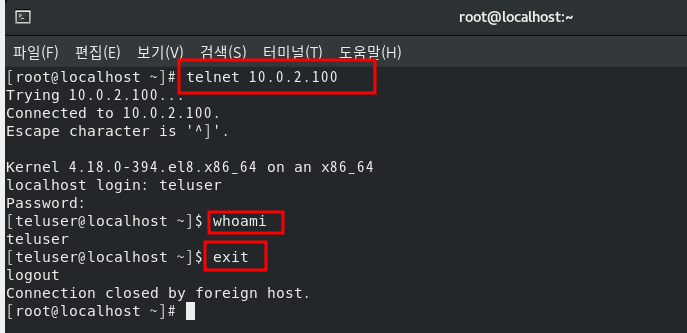 root@localhost:~
파일(F) 편집(E) 보기(V) 검색(S) 터미널(T) 도움말(H)
[root@localhost ~]# telnet 10.0.2.100
Trying 10.0.2.100...
Connected to 10.0.2.100.
Escape character is '^]'.
Kernel 4.18.0-394.el8.x86_64 on an x86_64
localhost login: teluser
Password:
[teluser@localhost ~]$ whoami
teluser
[teluser@localhost ~]$ exit
logout
Connection closed by foreign host.
[root@localhost ~]#